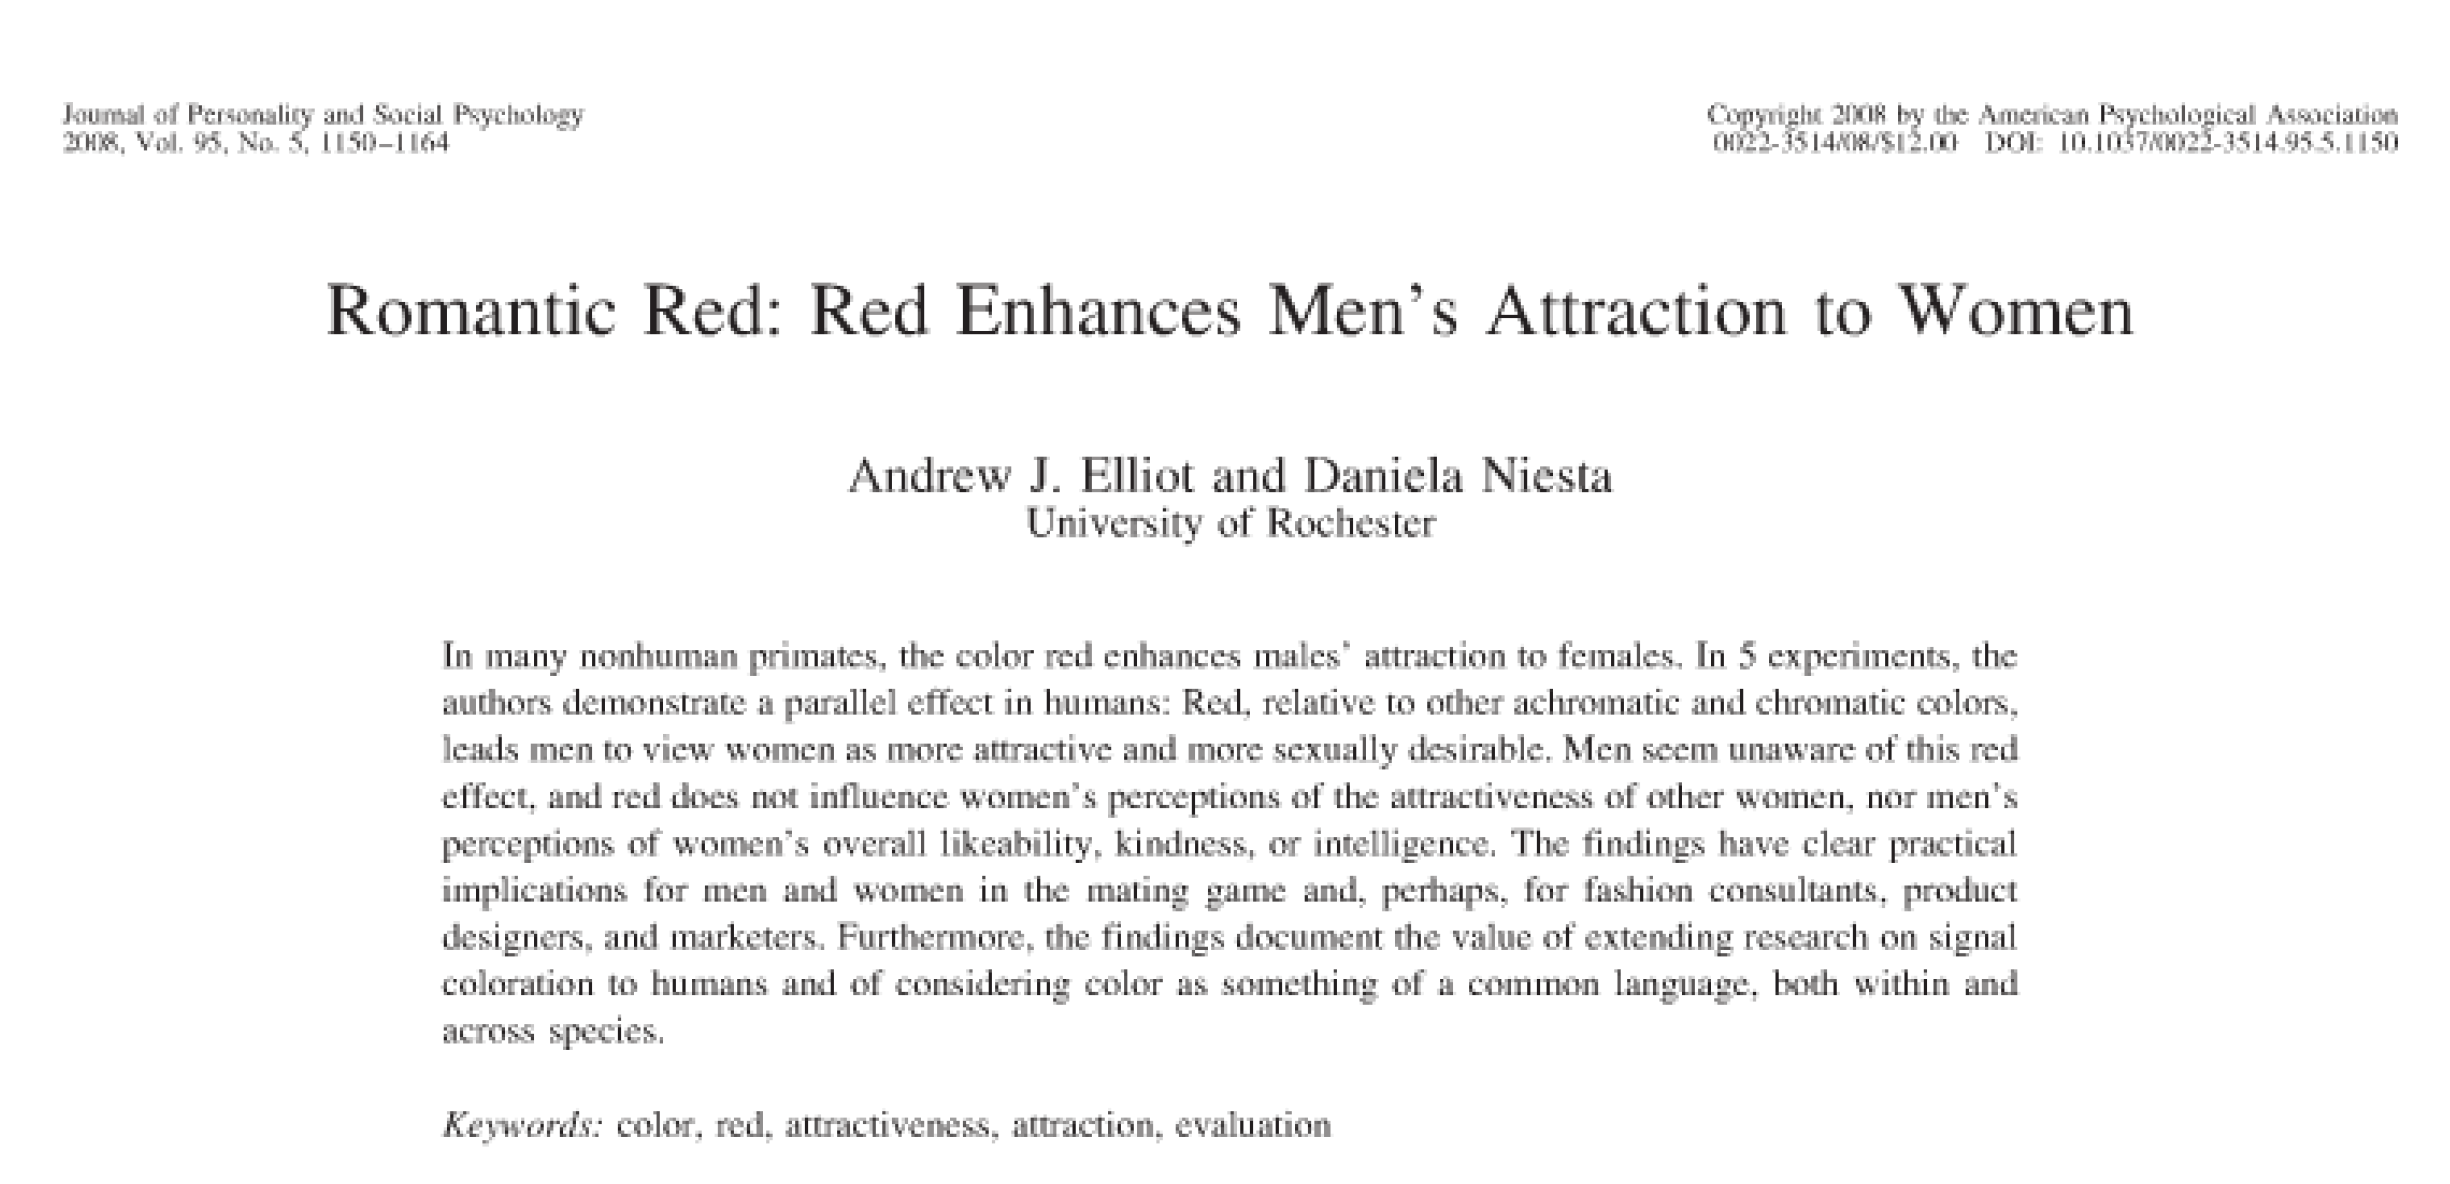 Journal of Personality and Social Psychology
2008, Vol. 95, No. 5, 1150–1164
Copyright 2008 by the American Psychological Association
0022-3514/08/$12.00 DOI: 10.1037/0022-3514.95.5.1150
Romantic Red: Red Enhances Men's Attraction to Women
Andrew J. Elliot and Daniela Niesta
University of Rochester
In many nonhuman primates, the color red enhances males' attraction to females. In 5 experiments, the
authors demonstrate a parallel effect in humans: Red, relative to other achromatic and chromatic colors,
leads men to view women as more attractive and more sexually desirable. Men seem unaware of this red
effect, and red does not influence women's perceptions of the attractiveness of other women, nor men's
perceptions of women's overall likeability, kindness, or intelligence. The findings have clear practical
implications for men and women in the mating game and, perhaps, for fashion consultants, product
designers, and marketers. Furthermore, the findings document the value of extending research on signal
coloration to humans and of considering color as something of a common language, both within and
across species.
Keywords: color, red, attractiveness, attraction, evaluation